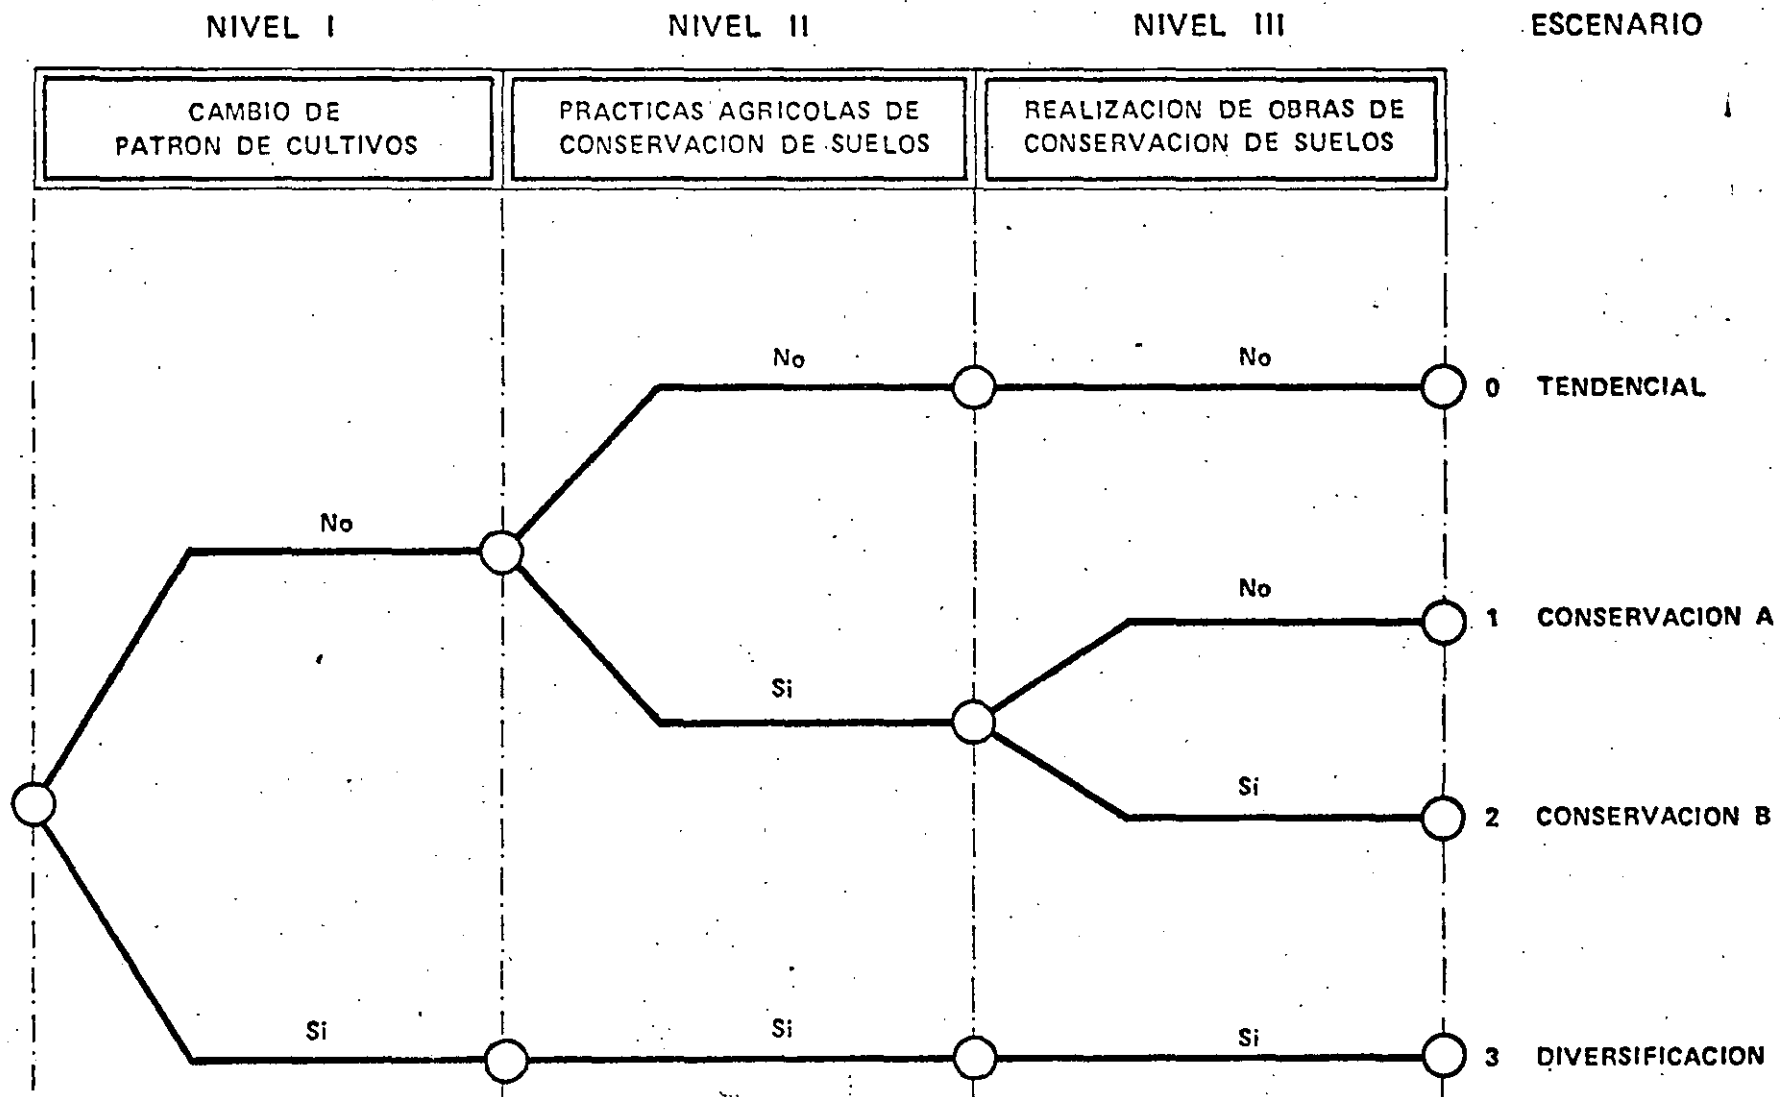 NIVEL I NIVEL II NIVEL III ESCENARIO
CAMBIO DE
PATRON DE CULTIVOS
PRACTICAS AGRICOLAS DE
CONSERVACION DE SUELOS
REALIZACION DE OBRAS DE
CONSERVACION DE SUELOS
No No 0 TENDENCIAL
No
No 1 CONSERVACION A
Si
Si 2 CONSERVACION B
Si Si Si 3 DIVERSIFICACION